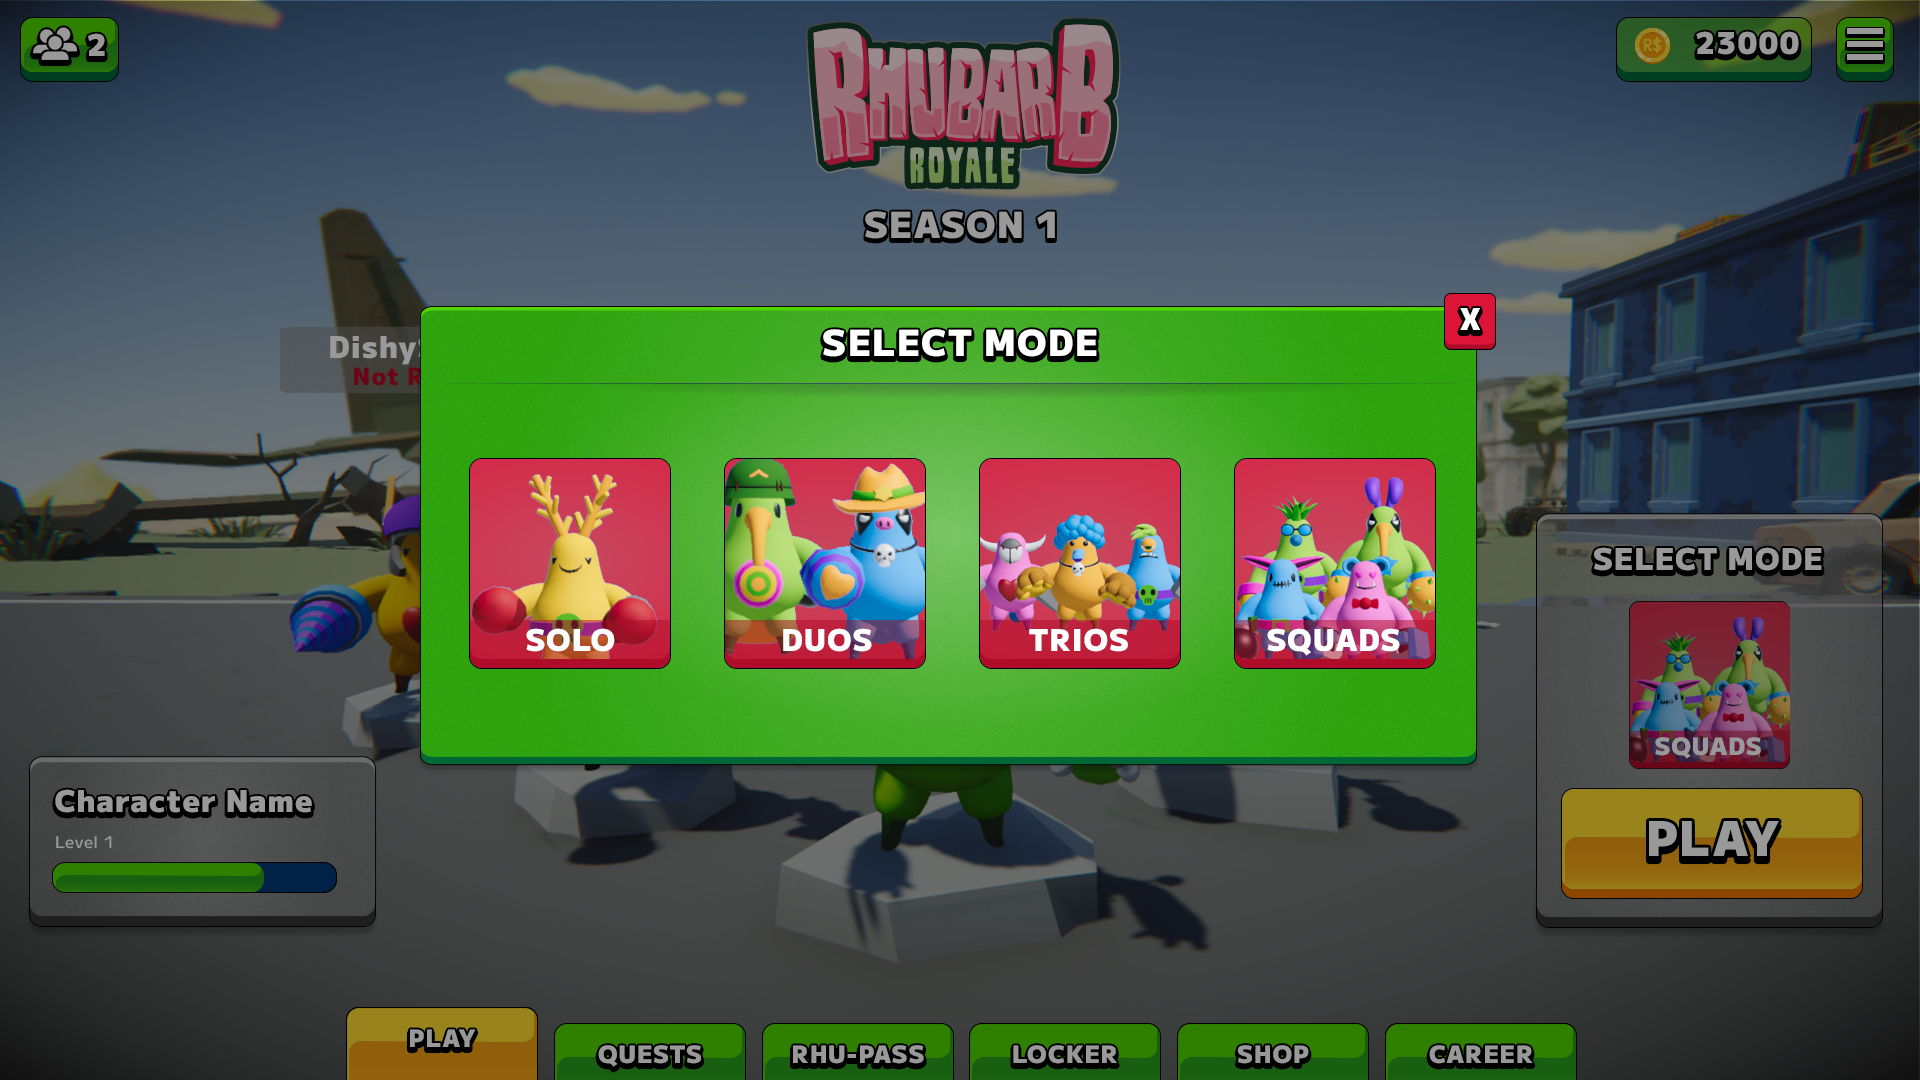 2
RHUBARB
ROYALE
SEASON 1
R$ 23000
Dishy
Not R
SELECT MODE
X
SOLO
DUOS
TRIOS
SQUADS
SELECT MODE
SQUADS
PLAY
Character Name
Level 1
PLAY
QUESTS
RHU-PASS
LOCKER
SHOP
CAREER